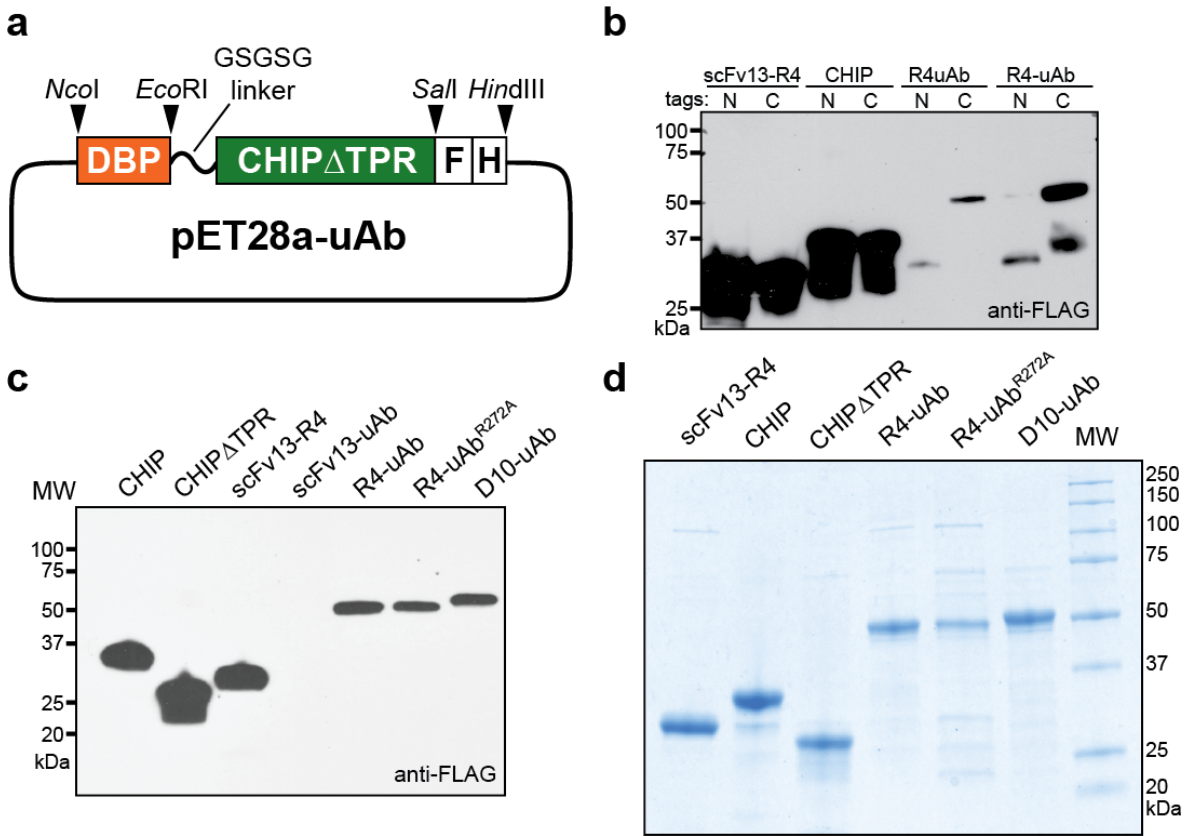 a
GSGSG
linker
NcoI EcoRI SalI HindIII
DBP CHIPΔTPR F H
pET28a-uAb
b
scFv13-R4 CHIP R4uAb R4-uAb
tags: N C N C N C N C
100
75
50
37
25
kDa
anti-FLAG
c
MW CHIP CHIPΔTPR scFv13-R4 scFv13-uAb R4-uAb R4-uAbR272A D10-uAb
100
75
50
37
25
20
kDa
anti-FLAG
d
scFv13-R4 CHIP CHIPΔTPR R4-uAb R4-uAbR272A D10-uAb MW
250
150
100
75
50
37
25
20
kDa